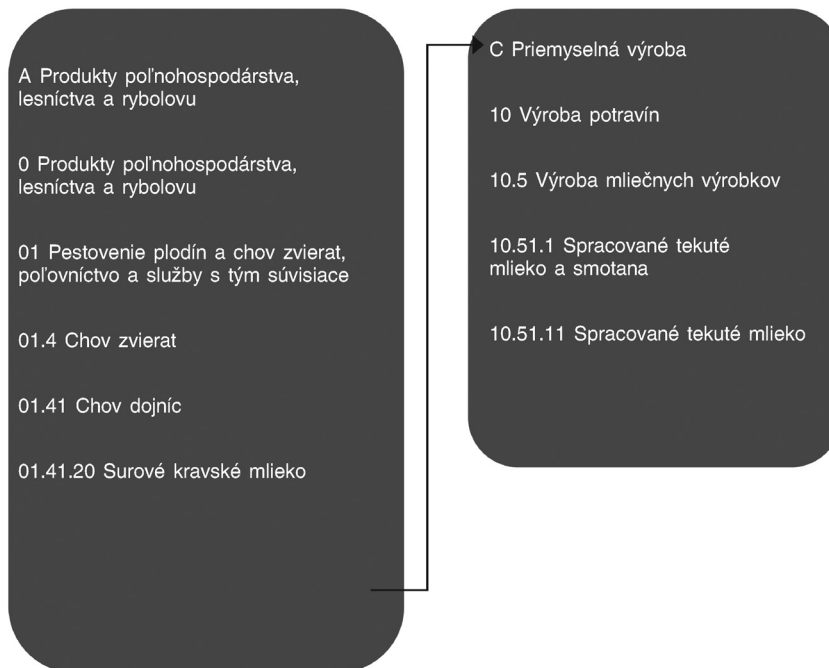 A Produkty poľnohospodárstva,
lesníctva a rybolovu
0 Produkty poľnohospodárstva,
lesníctva a rybolovu
01 Pestovenie plodín a chov zvierat,
poľovníctvo a služby s tým súvisiace
01.4 Chov zvierat
01.41 Chov dojníc
01.41.20 Surové kravské mlieko
C Priemyselná výroba
10 Výroba potravín
10.5 Výroba mliečnych výrobkov
10.51.1 Spracované tekuté
mlieko a smotana
10.51.11 Spracované tekuté mlieko